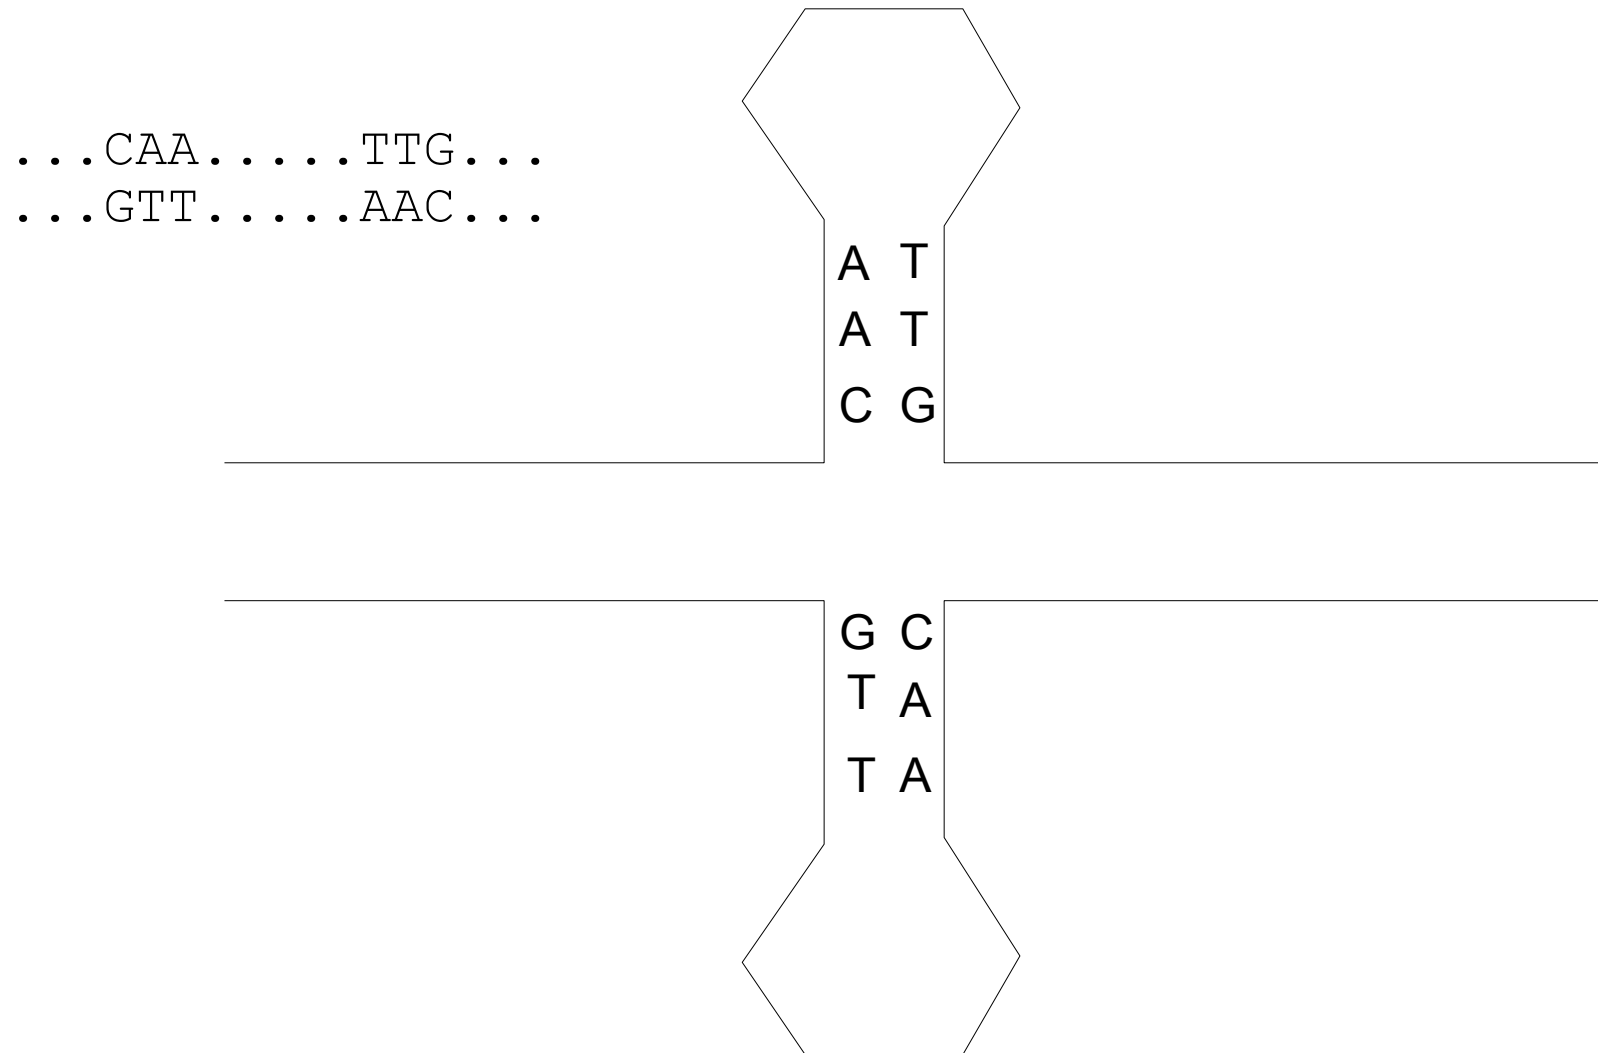 ...CAA.....TTG...
...GTT.....AAC...
A T
A T
C G
G C
T A
T A